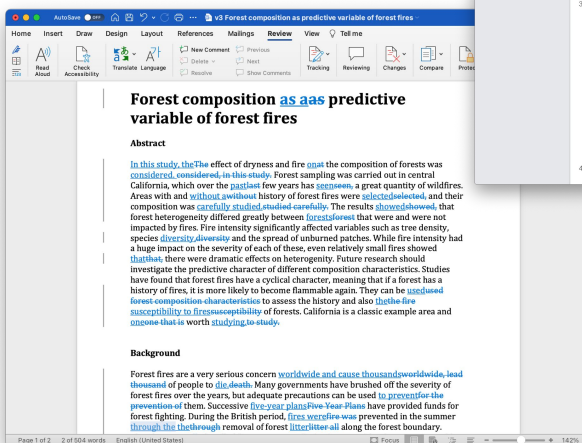 AutoSave OFF v3 Forest composition as predictive variable of forest fires
Home Insert Draw Design Layout References Mailings Review View Tell me
Read Aloud
Check Accessibility
Translate Language
New Comment
Delete
Resolve
Previous
Next
Show Comments
Tracking Reviewing Changes Compare Protec
3
4
Forest composition as aas predictive
variable of forest fires
Abstract
In this study, theThe effect of dryness and fire onat the composition of forests was
considered. considered, in this study. Forest sampling was carried out in central
California, which over the pastlast few years has seenseen, a great quantity of wildfires.
Areas with and without awithout history of forest fires were selectedselected, and their
composition was carefully studied.studied carefully. The results showedshowed, that
forest heterogeneity differed greatly between forestsforest that were and were not
impacted by fires. Fire intensity significantly affected variables such as tree density,
species diversity,diversity and the spread of unburned patches. While fire intensity had
a huge impact on the severity of each of these, even relatively small fires showed
thatthat, there were dramatic effects on heterogenity. Future research should
investigate the predictive character of different composition characteristics. Studies
have found that forest fires have a cyclical character, meaning that if a forest has a
history of fires, it is more likely to become flammable again. They can be usedused
forest composition characteristics to assess the history and also thethe fire
susceptibility to firessusceptibility of forests. California is a classic example area and
oneone that is worth studying.to study.
Background
Forest fires are a very serious concern worldwide and cause thousandsworldwide, lead
thousand of people to die.death. Many governments have brushed off the severity of
forest fires over the years, but adequate precautions can be used to preventfor the
prevention of them. Successive five-year plansFive Year Plans have provided funds for
forest fighting. During the British period, fires werefire was prevented in the summer
through the thethrough removal of forest litterlitter all along the forest boundary.
Page 1 of 2 2 of 504 words English (United States) Focus 142%